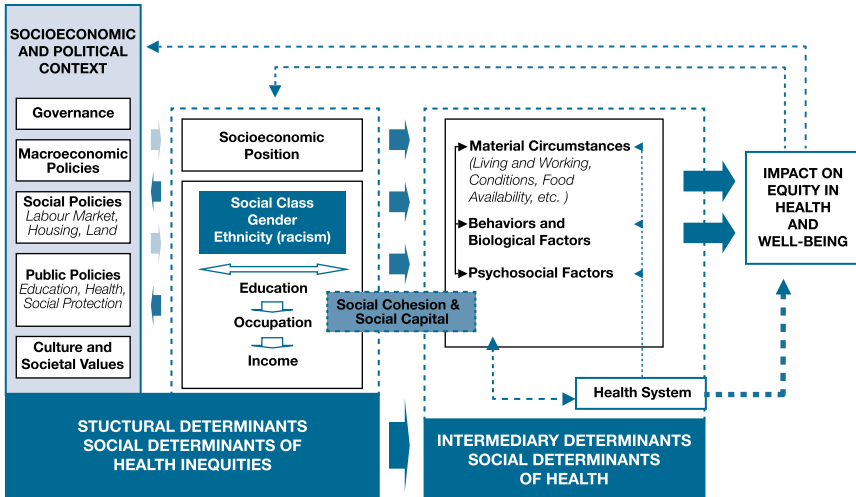 SOCIOECONOMIC
AND POLITICAL
CONTEXT
Governance
Macroeconomic
Policies
Social Policies
Labour Market,
Housing, Land
Public Policies
Education, Health,
Social Protection
Culture and
Societal Values
Socioeconomic
Position
Social Class
Gender
Ethnicity (racism)
Education
Occupation
Income
Social Cohesion &
Social Capital
Material Circumstances
(Living and Working,
Conditions, Food
Availability, etc. )
Behaviors and
Biological Factors
Psychosocial Factors
Health System
IMPACT ON
EQUITY IN
HEALTH
AND
WELL-BEING
STUCTURAL DETERMINANTS
SOCIAL DETERMINANTS OF
HEALTH INEQUITIES
INTERMEDIARY DETERMINANTS
SOCIAL DETERMINANTS
OF HEALTH